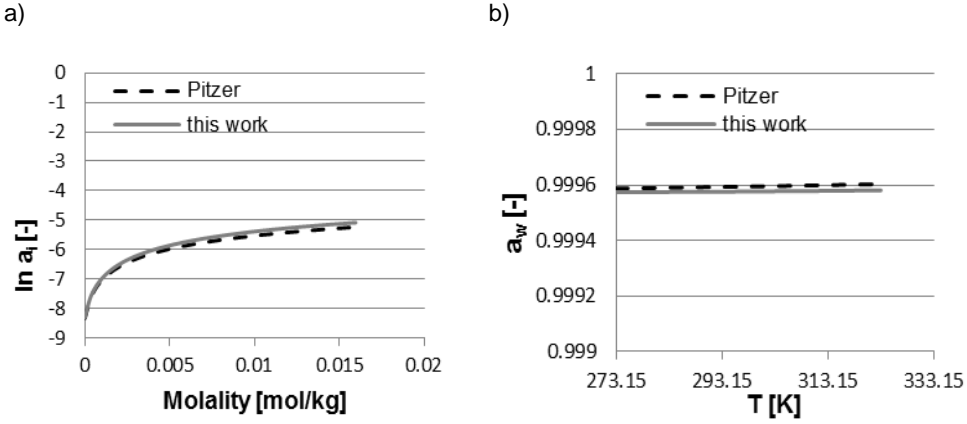 a)
0
-1
-2
-3
-4
-5
-6
-7
-8
-9
ln aᵢ [-]
Pitzer
this work
0
0.005
0.01
0.015
0.02
Molality [mol/kg]
b)
1
0.9998
0.9996
0.9994
0.9992
0.999
a_w [-]
Pitzer
this work
273.15
293.15
313.15
333.15
T [K]